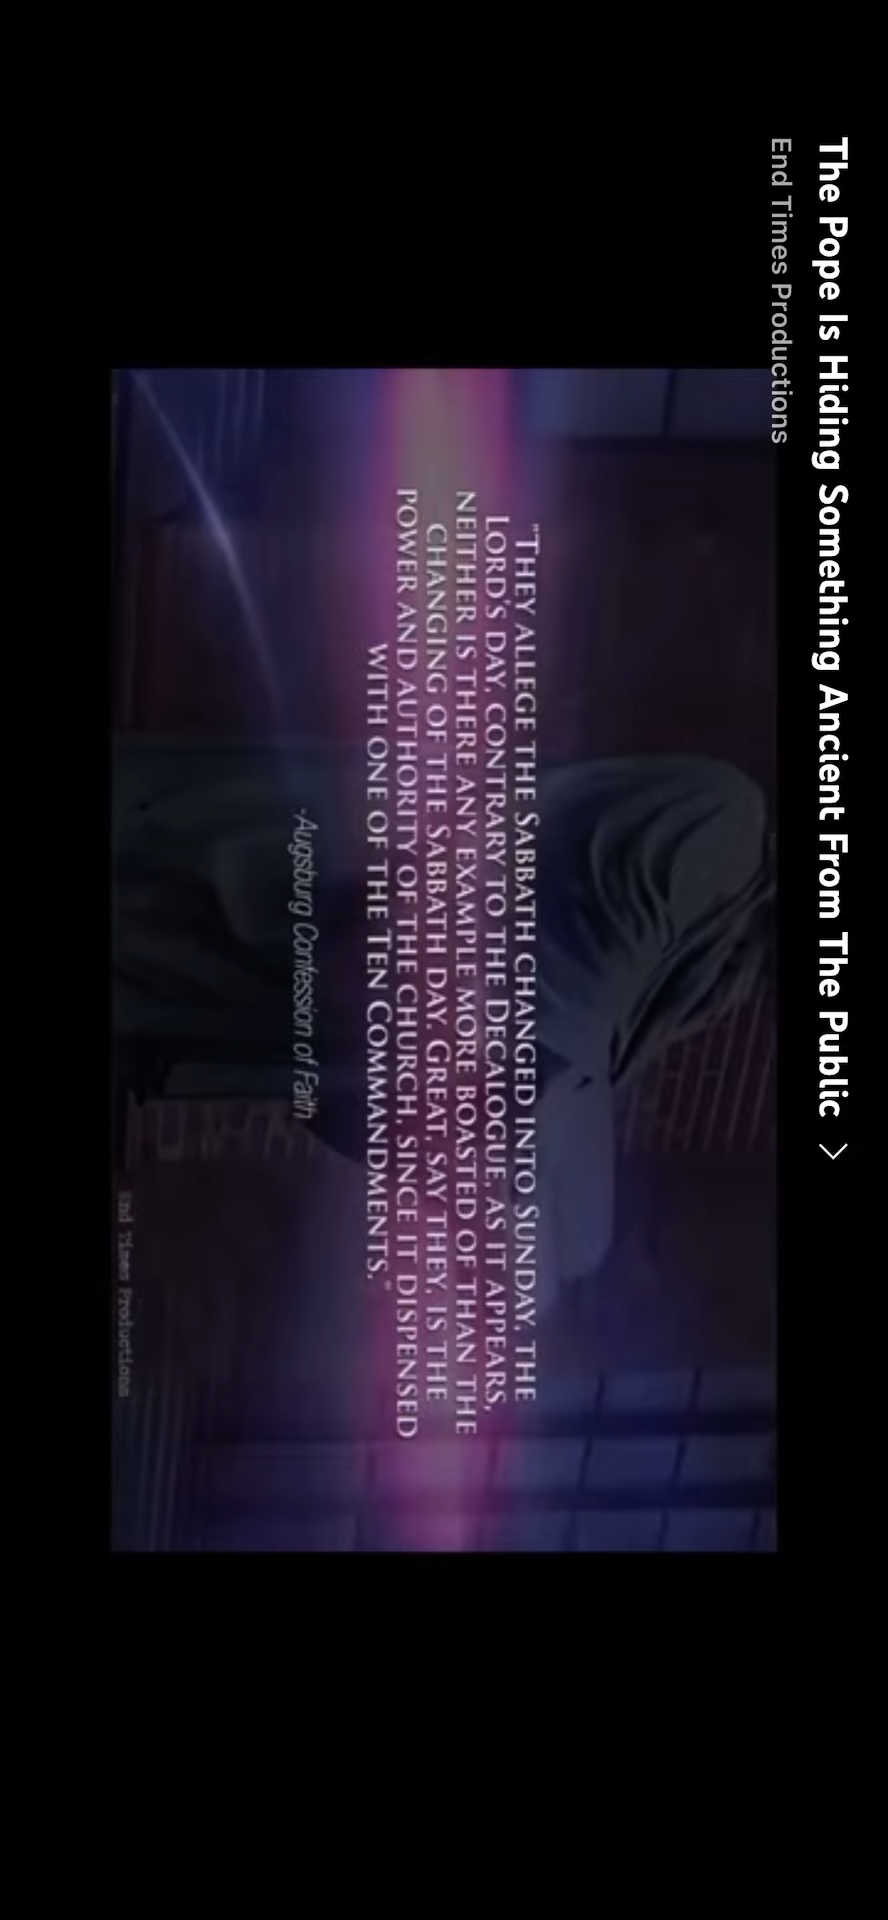 The Pope Is Hiding Something Ancient From The Public >
End Times Productions
"They allege the Sabbath changed into Sunday, the
Lord's day, contrary to the Decalogue, as it appears,
neither is there any example more boasted of than the
changing of the Sabbath day. Great, say they, is the
power and authority of the church, since it dispensed
with one of the Ten Commandments."
-Augsburg Confession of Faith
End Times Productions